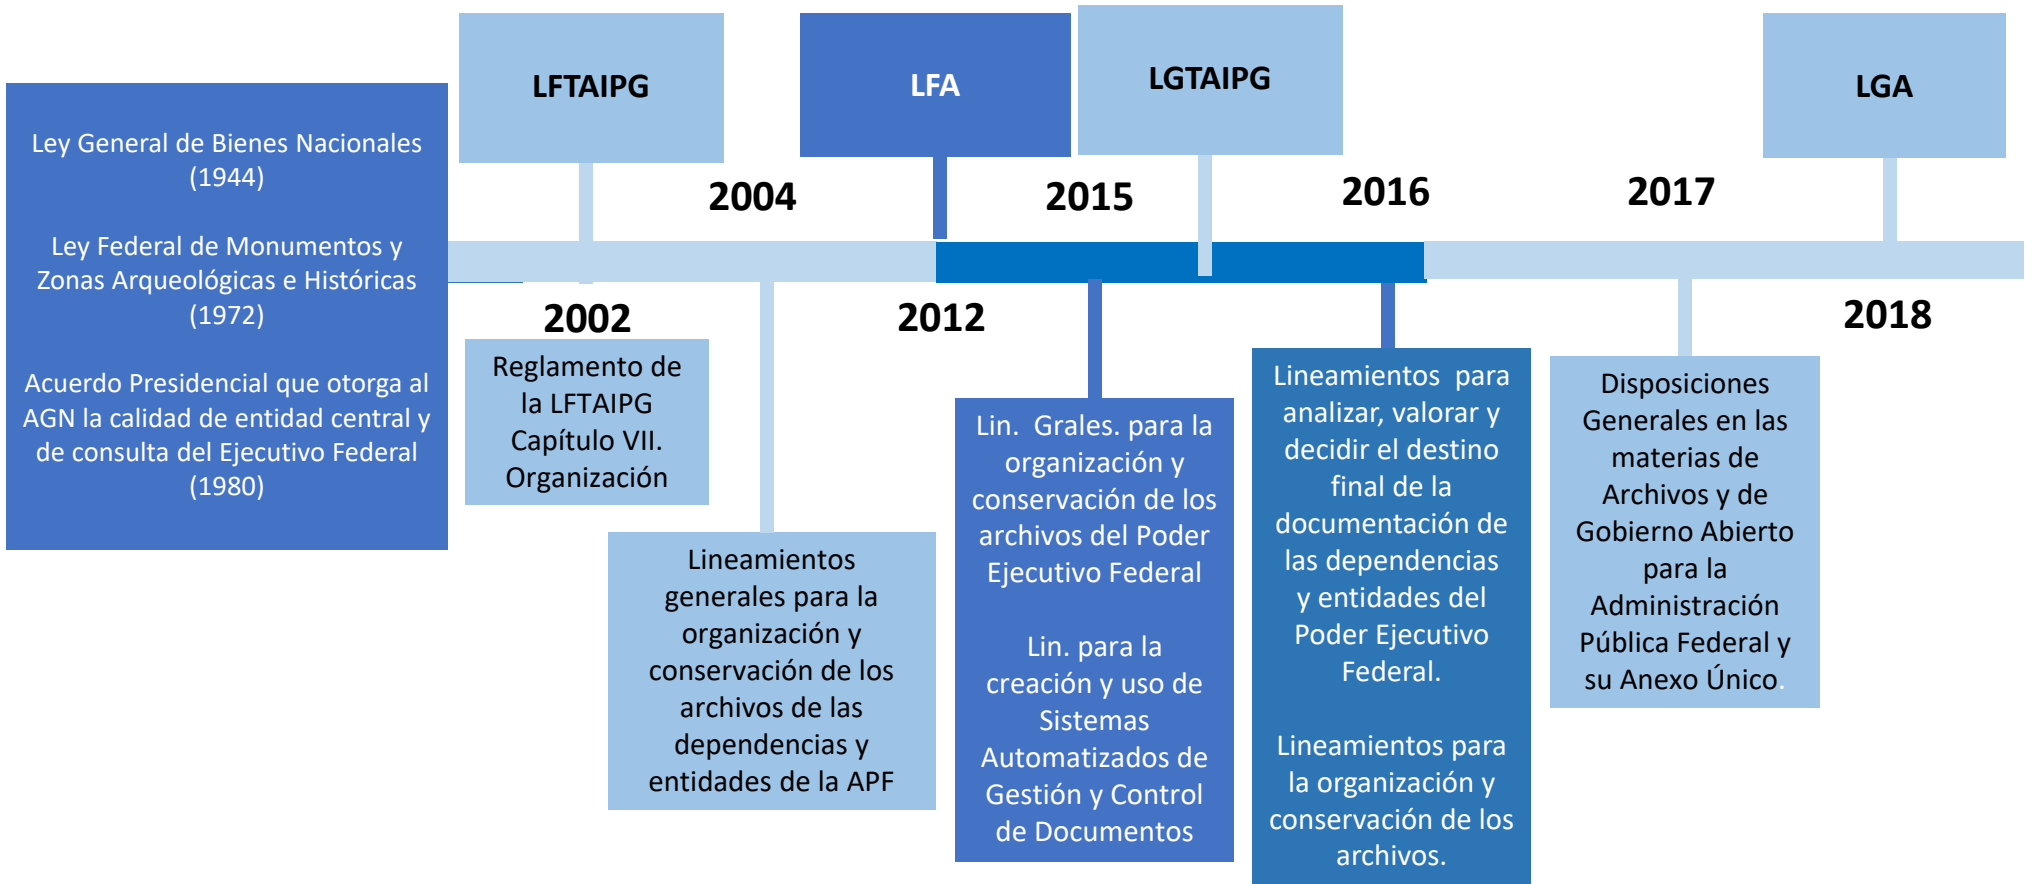 Ley General de Bienes Nacionales
(1944)
Ley Federal de Monumentos y
Zonas Arqueológicas e Históricas
(1972)
Acuerdo Presidencial que otorga al
AGN la calidad de entidad central y
de consulta del Ejecutivo Federal
(1980)
LFTAIPG
2002
Reglamento de
la LFTAIPG
Capítulo VII.
Organización
2004
Lineamientos
generales para la
organización y
conservación de los
archivos de las
dependencias y
entidades de la APF
LFA
2012
2015
Lin. Grales. para la
organización y
conservación de los
archivos del Poder
Ejecutivo Federal
Lin. para la
creación y uso de
Sistemas
Automatizados de
Gestión y Control
de Documentos
LGTAIPG
2016
Lineamientos para
analizar, valorar y
decidir el destino
final de la
documentación de
las dependencias
y entidades del
Poder Ejecutivo
Federal.
Lineamientos para
la organización y
conservación de los
archivos.
2017
Disposiciones
Generales en las
materias de
Archivos y de
Gobierno Abierto
para la
Administración
Pública Federal y
su Anexo Único.
LGA
2018